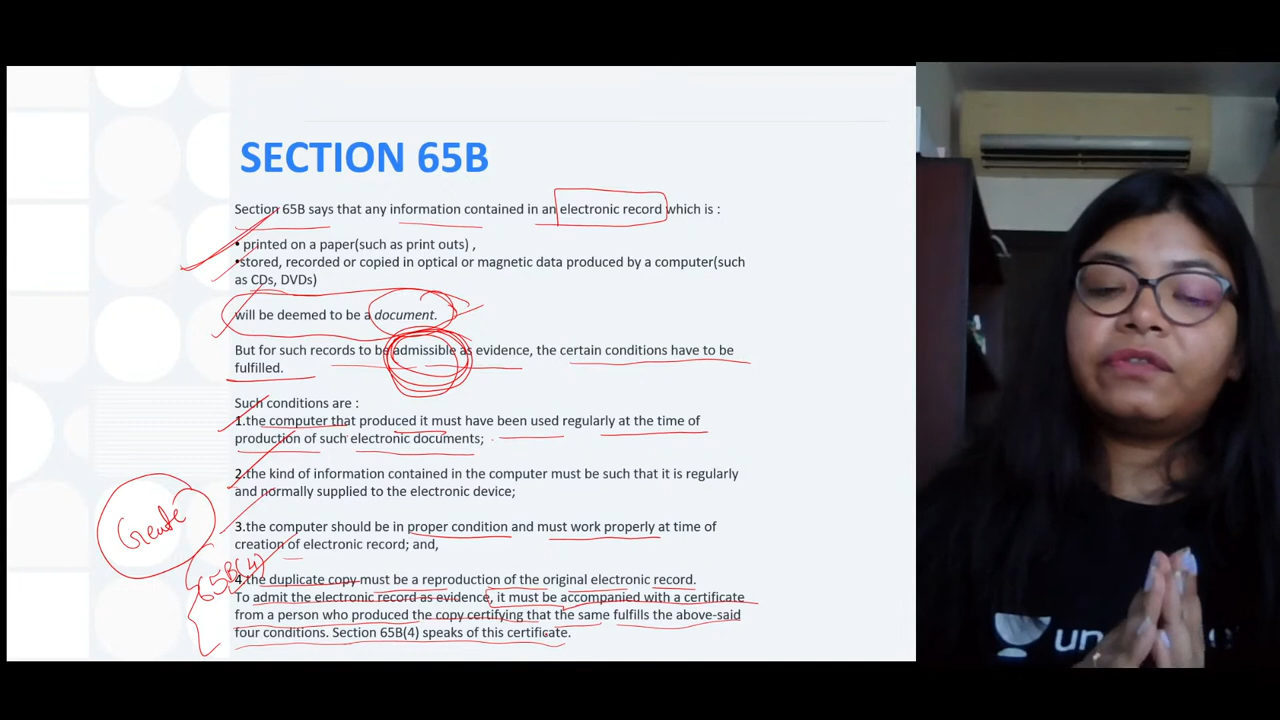 SECTION 65B
Section 65B says that any information contained in an electronic record which is :
• printed on a paper(such as print outs) ,
•stored, recorded or copied in optical or magnetic data produced by a computer(such
as CDs, DVDs)
will be deemed to be a document.
But for such records to be admissible as evidence, the certain conditions have to be
fulfilled.
Such conditions are :
1.the computer that produced it must have been used regularly at the time of
production of such electronic documents;
2.the kind of information contained in the computer must be such that it is regularly
and normally supplied to the electronic device;
3.the computer should be in proper condition and must work properly at time of
creation of electronic record; and,
4.the duplicate copy must be a reproduction of the original electronic record.
To admit the electronic record as evidence, it must be accompanied with a certificate
from a person who produced the copy certifying that the same fulfills the above-said
four conditions. Section 65B(4) speaks of this certificate.
Create
65B(4)
un